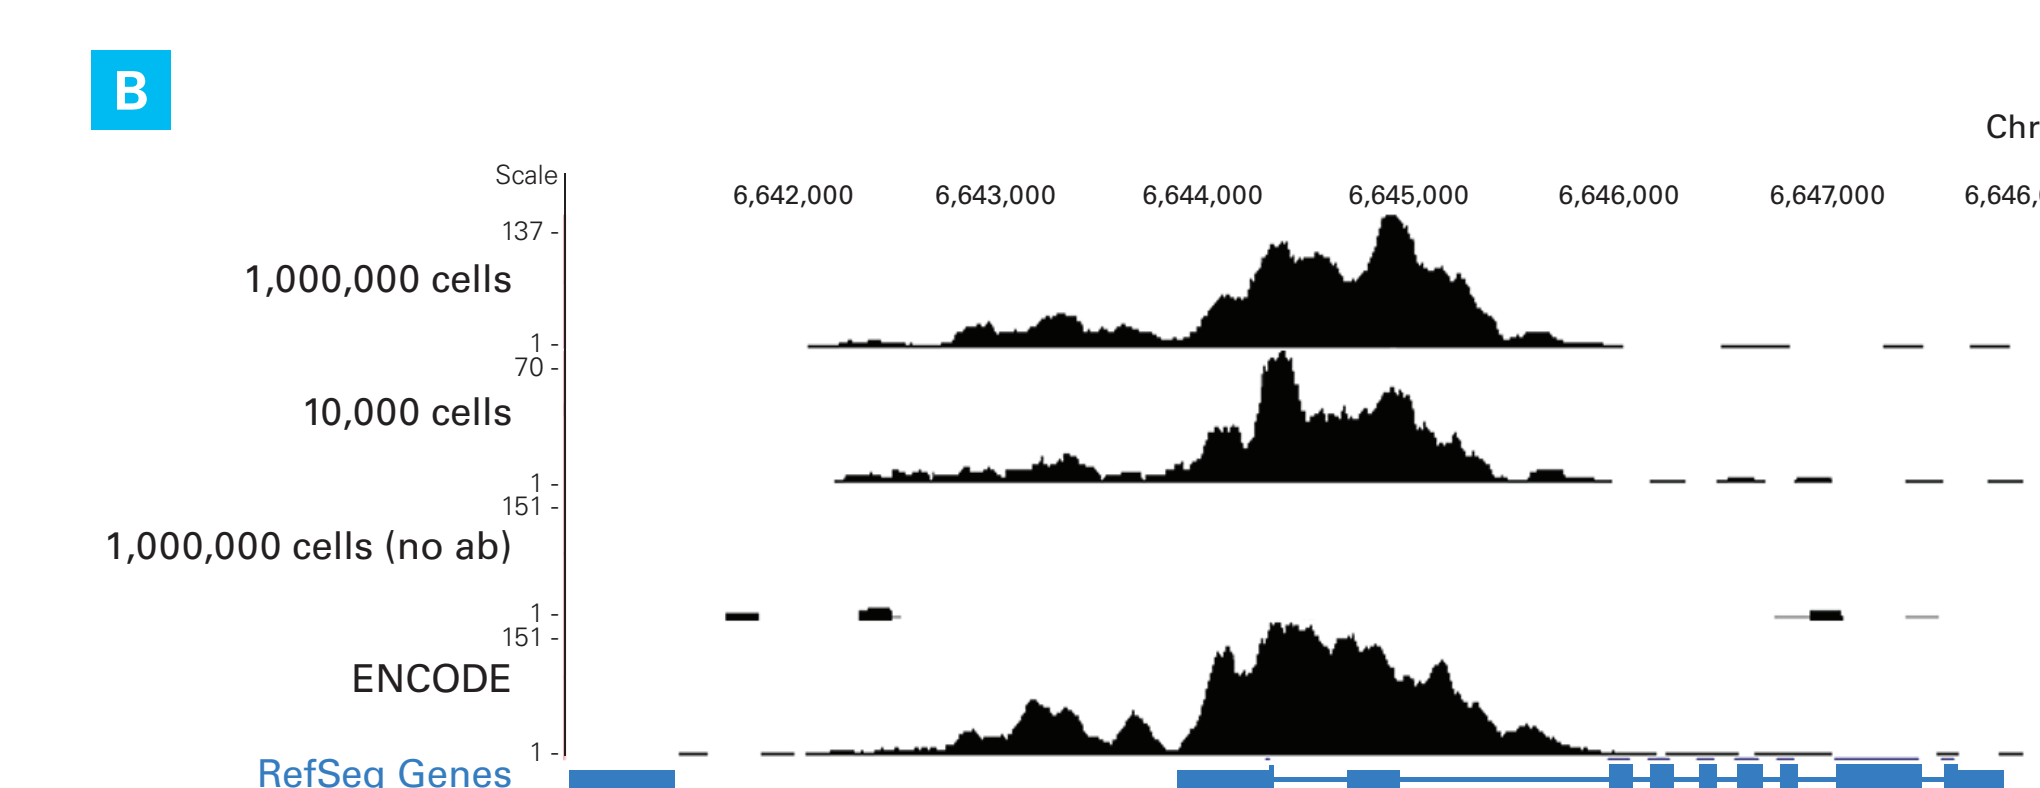 B
Chr
Scale
6,642,000 6,643,000 6,644,000 6,645,000 6,646,000 6,647,000 6,646,
137 -
1,000,000 cells
1 -
70 -
10,000 cells
1 -
151 -
1,000,000 cells (no ab)
1 -
151 -
ENCODE
1 -
RefSeq Genes